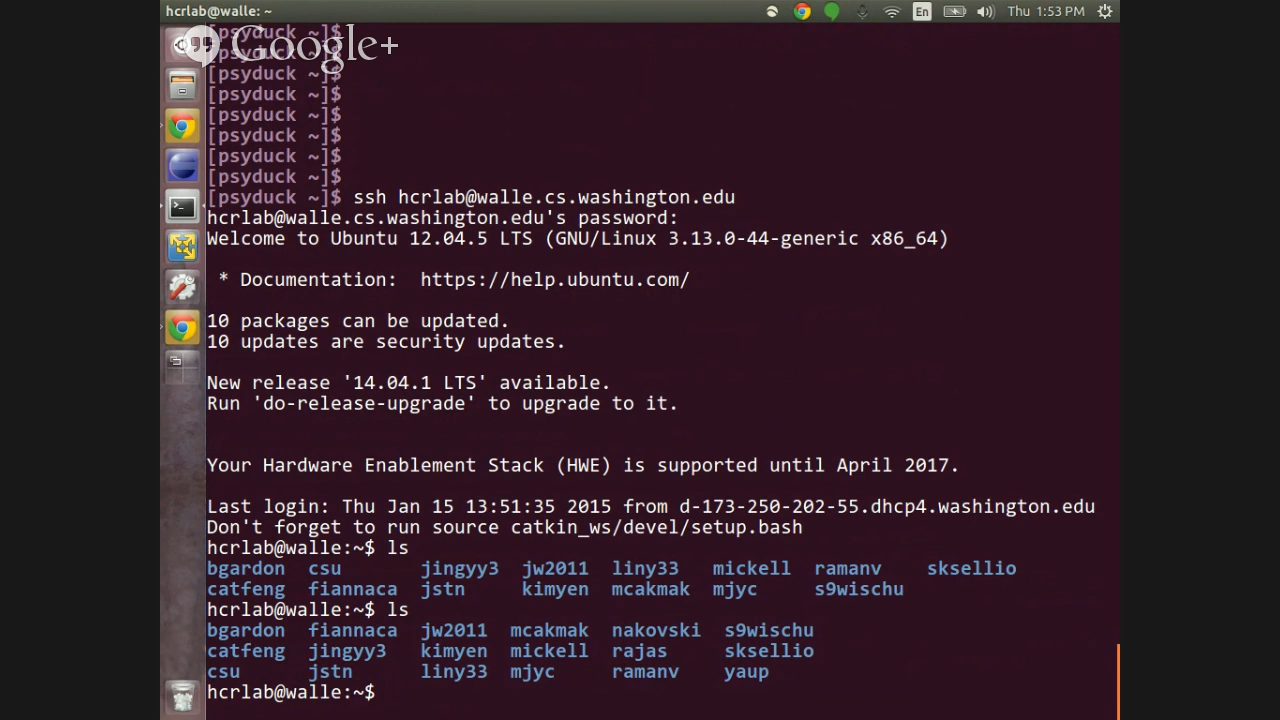 hcrlab@walle: ~
En
Thu 1:53 PM
Google+
[psyduck ~]$
[psyduck ~]$
[psyduck ~]$
[psyduck ~]$
[psyduck ~]$
[psyduck ~]$
[psyduck ~]$
[psyduck ~]$
[psyduck ~]$ ssh hcrlab@walle.cs.washington.edu
hcrlab@walle.cs.washington.edu's password:
Welcome to Ubuntu 12.04.5 LTS (GNU/Linux 3.13.0-44-generic x86_64)
* Documentation: https://help.ubuntu.com/
10 packages can be updated.
10 updates are security updates.
New release '14.04.1 LTS' available.
Run 'do-release-upgrade' to upgrade to it.
Your Hardware Enablement Stack (HWE) is supported until April 2017.
Last login: Thu Jan 15 13:51:35 2015 from d-173-250-202-55.dhcp4.washington.edu
Don't forget to run source catkin_ws/devel/setup.bash
hcrlab@walle:~$ ls
bgardon csu jingyy3 jw2011 liny33 mickell ramanv sksellio
catfeng fiannaca jstn kimyen mcakmak mjyc s9wischu
hcrlab@walle:~$ ls
bgardon fiannaca jw2011 mcakmak nakovski s9wischu
catfeng jingyy3 kimyen mickell rajas sksellio
csu jstn liny33 mjyc ramanv yaup
hcrlab@walle:~$